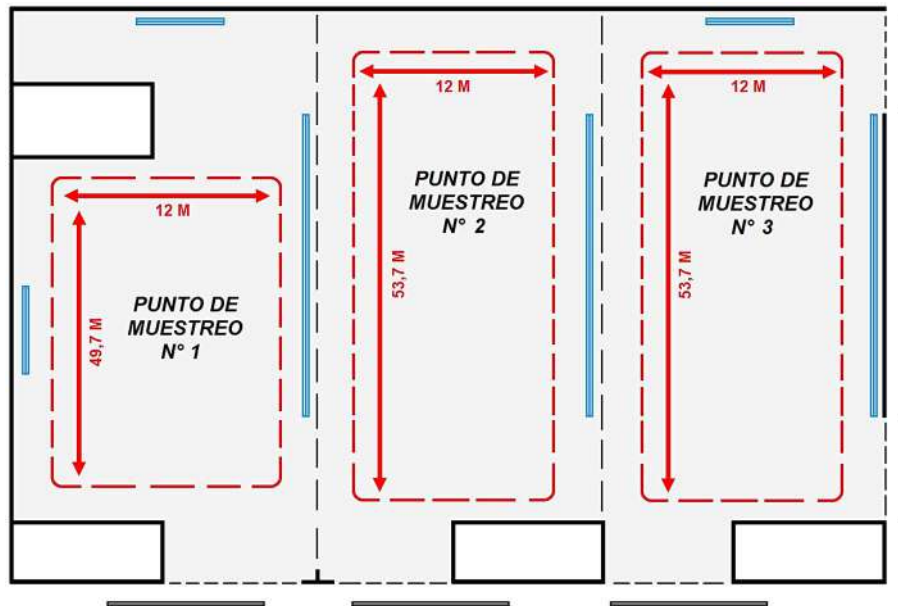 12 M
PUNTO DE
MUESTREO
N° 1
49,7 M
12 M
PUNTO DE
MUESTREO
N° 2
53,7 M
12 M
PUNTO DE
MUESTREO
N° 3
53,7 M